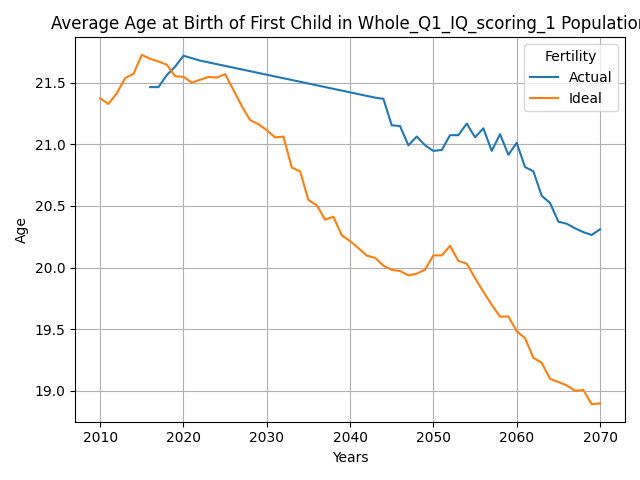 Average Age at Birth of First Child in Whole_Q1_IQ_scoring_1 Population
Fertility
Actual
Ideal
21.5
21.0
20.5
20.0
19.5
19.0
Age
2010 2020 2030 2040 2050 2060 2070
Years